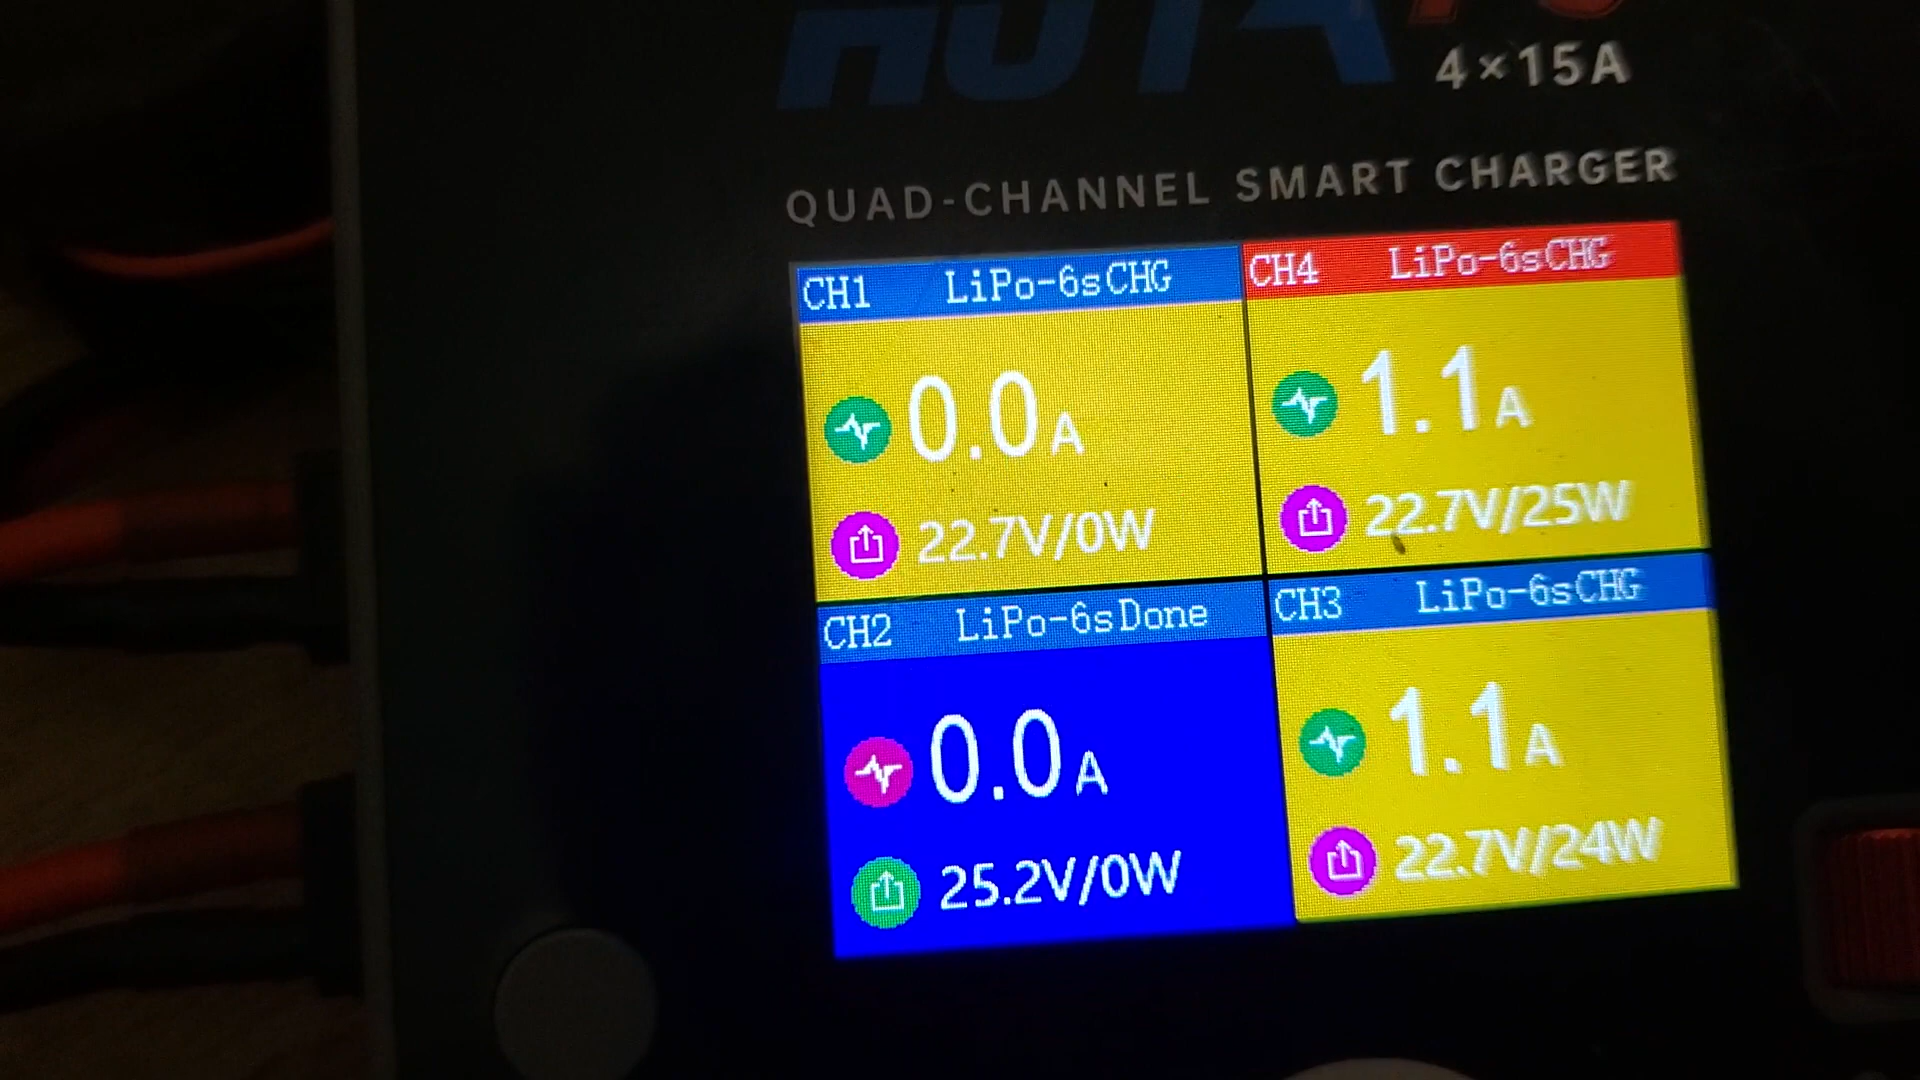 4×15A
QUAD-CHANNEL SMART CHARGER
CH1 LiPo-6sCHG
0.0A
22.7V/0W
CH4 LiPo-6sCHG
1.1A
22.7V/25W
CH2 LiPo-6sDone
0.0A
25.2V/0W
CH3 LiPo-6sCHG
1.1A
22.7V/24W